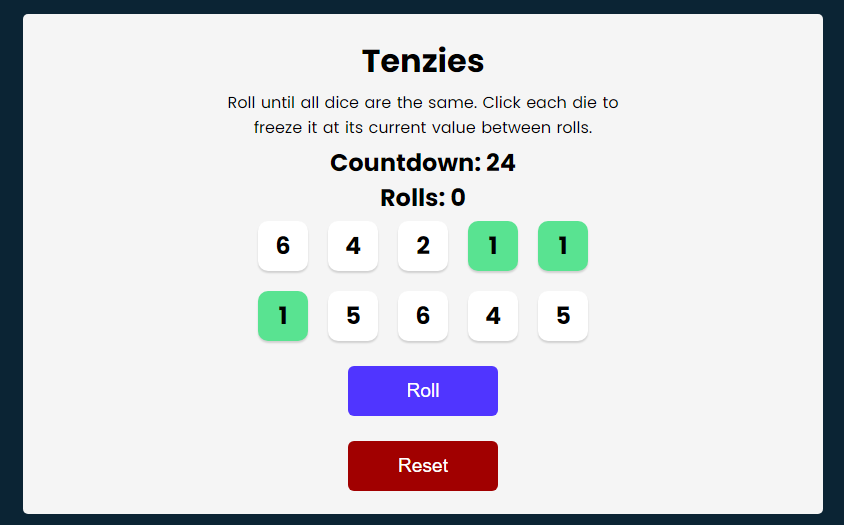 Tenzies
Roll until all dice are the same. Click each die to
freeze it at its current value between rolls.
Countdown: 24
Rolls: 0
6 4 2 1 1
1 5 6 4 5
Roll
Reset